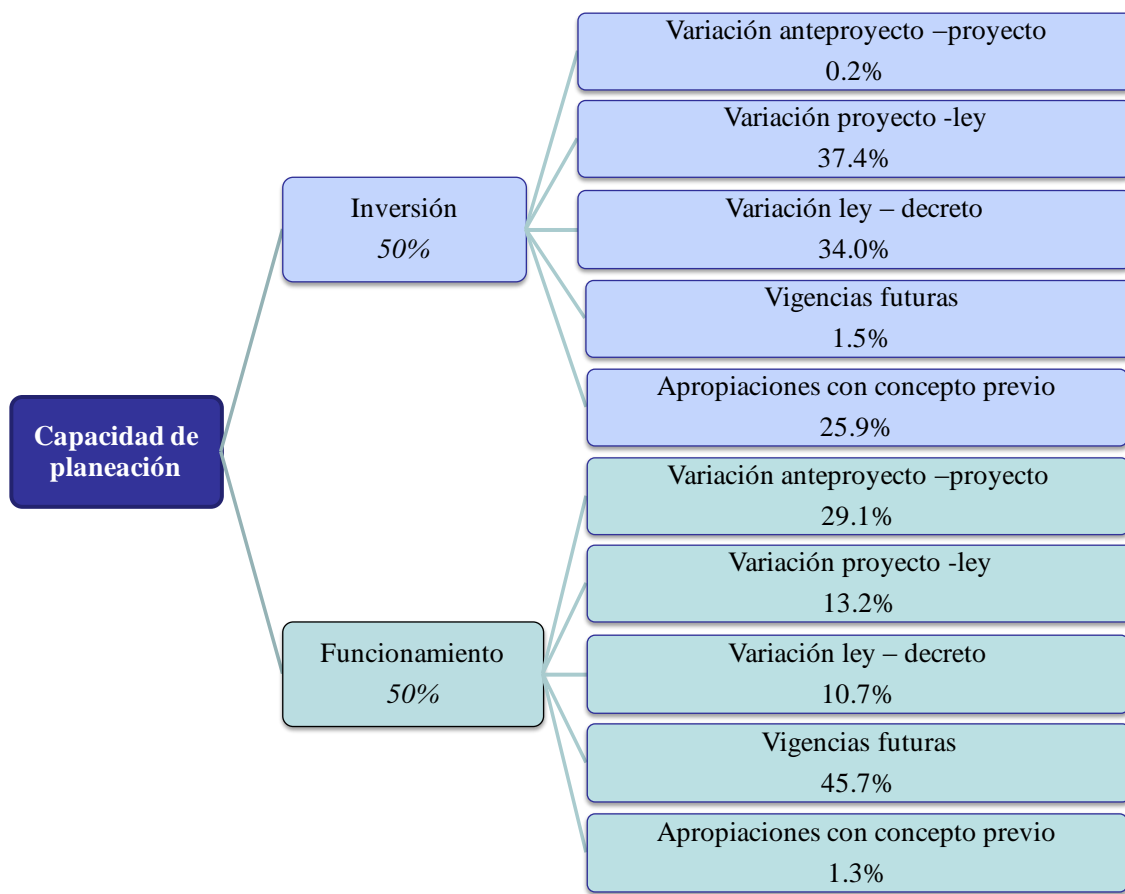 Capacidad de
planeación
Inversión
50%
Variación anteproyecto –proyecto
0.2%
Variación proyecto -ley
37.4%
Variación ley – decreto
34.0%
Vigencias futuras
1.5%
Apropiaciones con concepto previo
25.9%
Funcionamiento
50%
Variación anteproyecto –proyecto
29.1%
Variación proyecto -ley
13.2%
Variación ley – decreto
10.7%
Vigencias futuras
45.7%
Apropiaciones con concepto previo
1.3%